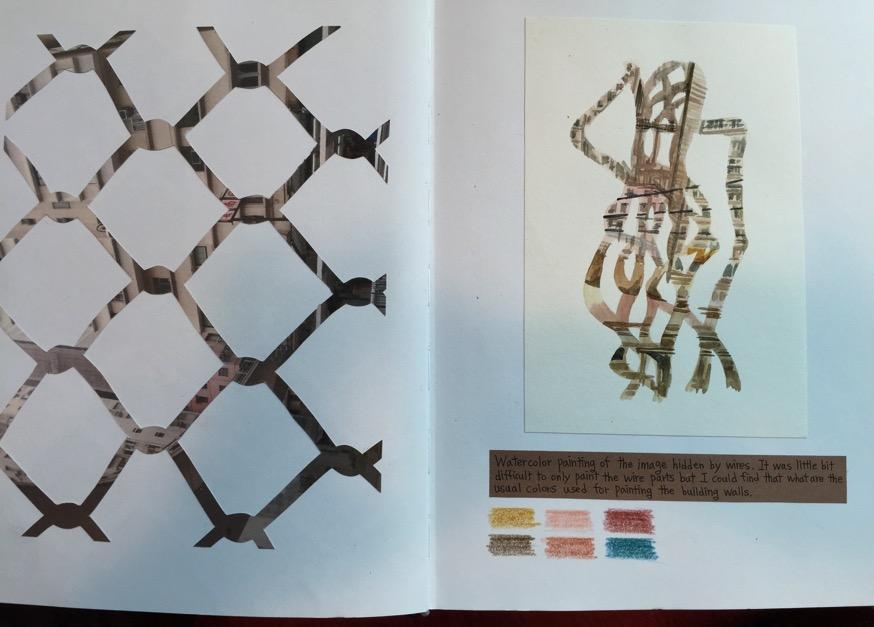 Watercolor painting of the image hidden by wires. It was little bit
difficult to only paint the wire parts but I could find that what are the
usual colors used for painting the building walls.